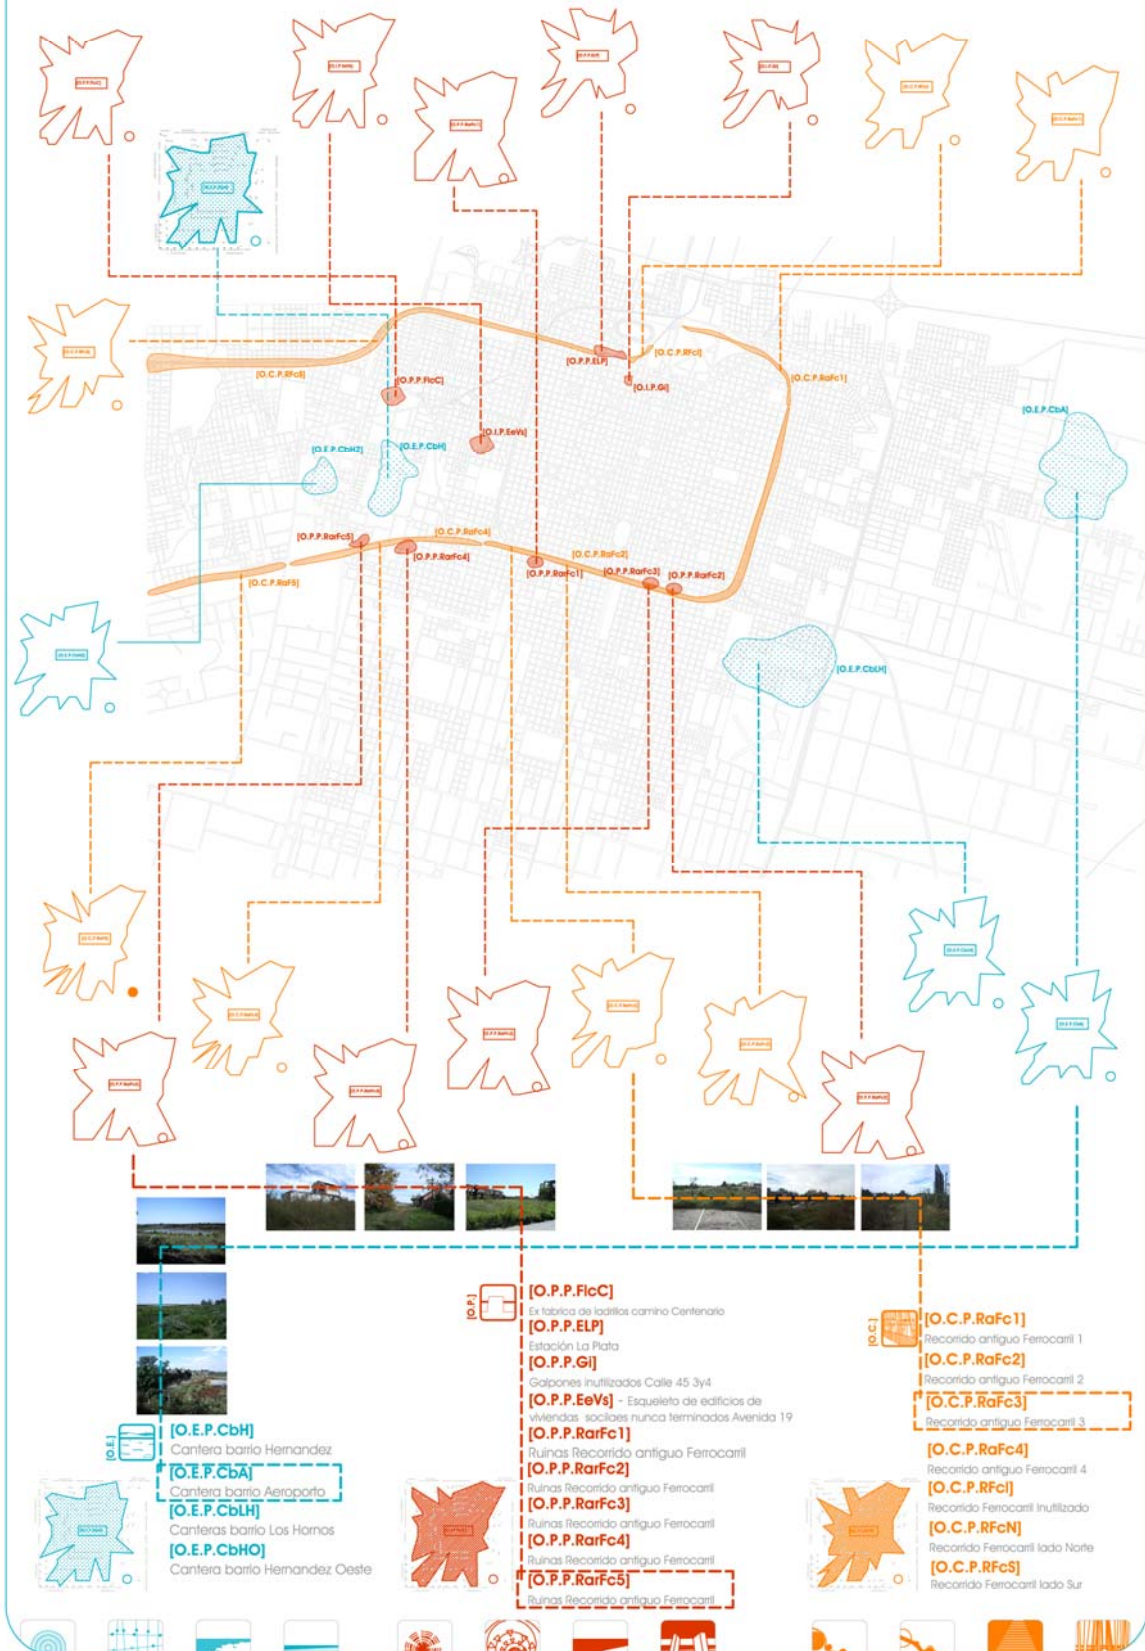 [O.C.P.RFcS]
[O.P.P.FlcC]
[O.P.P.ELP]
[O.C.P.RFcI]
[O.I.P.Gi]
[O.C.P.RaFc1]
[O.E.P.CbA]
[O.I.P.EeVs]
[O.E.P.CbH2]
[O.E.P.CbH]
[O.P.P.RarFc5]
[O.C.P.RaFc4]
[O.P.P.RarFc4]
[O.C.P.RaFc2]
[O.P.P.RarFc1]
[O.P.P.RarFc3]
[O.P.P.RarFc2]
[O.C.P.RaF5]
[O.E.P.CbLH]
[O.E.]
[O.E.P.CbH]
Cantera barrio Hernandez
[O.E.P.CbA]
Cantera barrio Aeroporto
[O.E.P.CbLH]
Canteras barrio Los Hornos
[O.E.P.CbHO]
Cantera barrio Hernandez Oeste
[O.P.]
[O.P.P.FlcC]
Ex fabrica de ladrillos camino Centenario
[O.P.P.ELP]
Estación La Plata
[O.P.P.Gi]
Galpones inutilizados Calle 45 3y4
[O.P.P.EeVs] - Esqueleto de edificios de
viviendas socilaes nunca terminados Avenida 19
[O.P.P.RarFc1]
Ruinas Recorrido antiguo Ferrocarril
[O.P.P.RarFc2]
Ruinas Recorrido antiguo Ferrocarril
[O.P.P.RarFc3]
Ruinas Recorrido antiguo Ferrocarril
[O.P.P.RarFc4]
Ruinas Recorrido antiguo Ferrocarril
[O.P.P.RarFc5]
Ruinas Recorrido antiguo Ferrocarril
[O.C.]
[O.C.P.RaFc1]
Recorrido antiguo Ferrocarril 1
[O.C.P.RaFc2]
Recorrido antiguo Ferrocarril 2
[O.C.P.RaFc3]
Recorrido antiguo Ferrocarril 3
[O.C.P.RaFc4]
Recorrido antiguo Ferrocarril 4
[O.C.P.RFcI]
Recorrido Ferrocarril Inutilizado
[O.C.P.RFcN]
Recorrido Ferrocarril lado Norte
[O.C.P.RFcS]
Recorrido Ferrocarril lado Sur